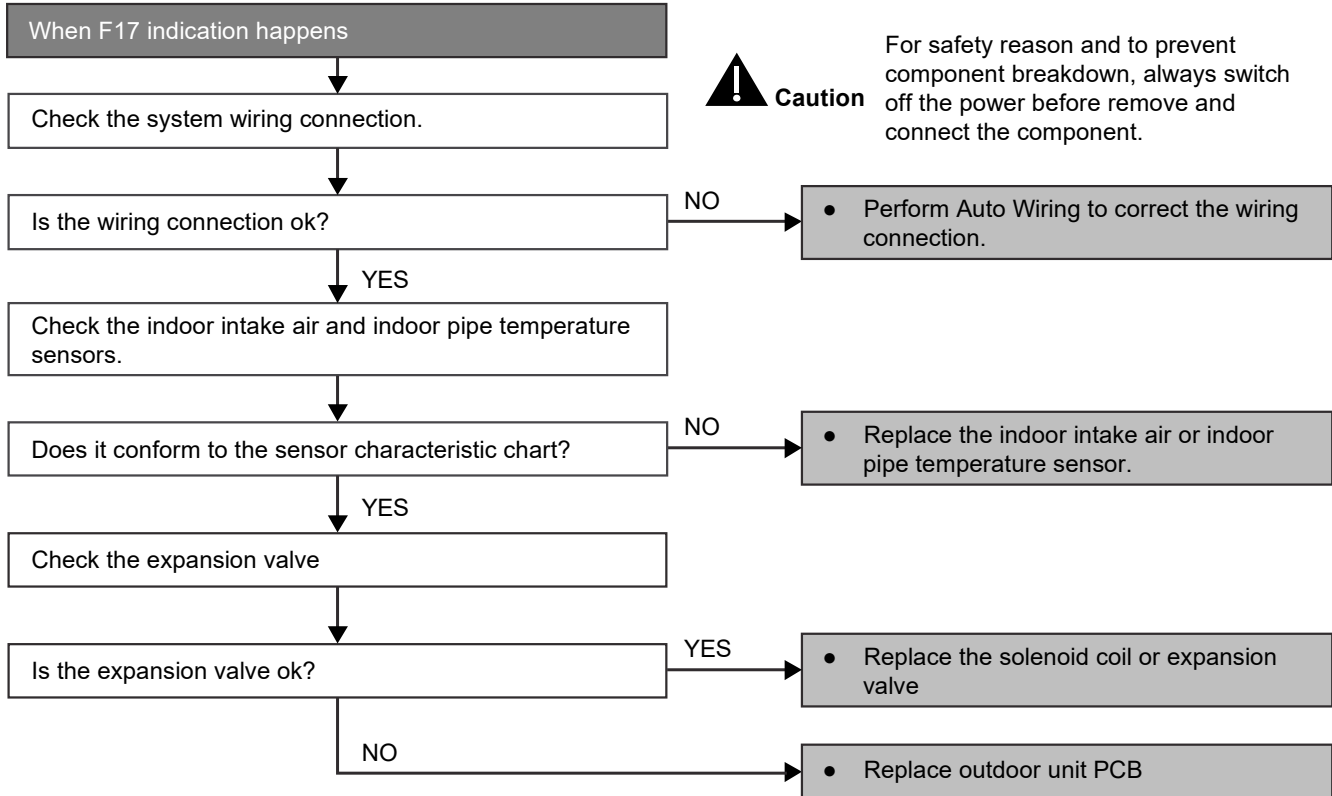 When F17 indication happens
Caution
For safety reason and to prevent
component breakdown, always switch
off the power before remove and
connect the component.
Check the system wiring connection.
Is the wiring connection ok?
NO
● Perform Auto Wiring to correct the wiring
connection.
YES
Check the indoor intake air and indoor pipe temperature
sensors.
Does it conform to the sensor characteristic chart?
NO
● Replace the indoor intake air or indoor
pipe temperature sensor.
YES
Check the expansion valve
Is the expansion valve ok?
YES
● Replace the solenoid coil or expansion
valve
NO
● Replace outdoor unit PCB